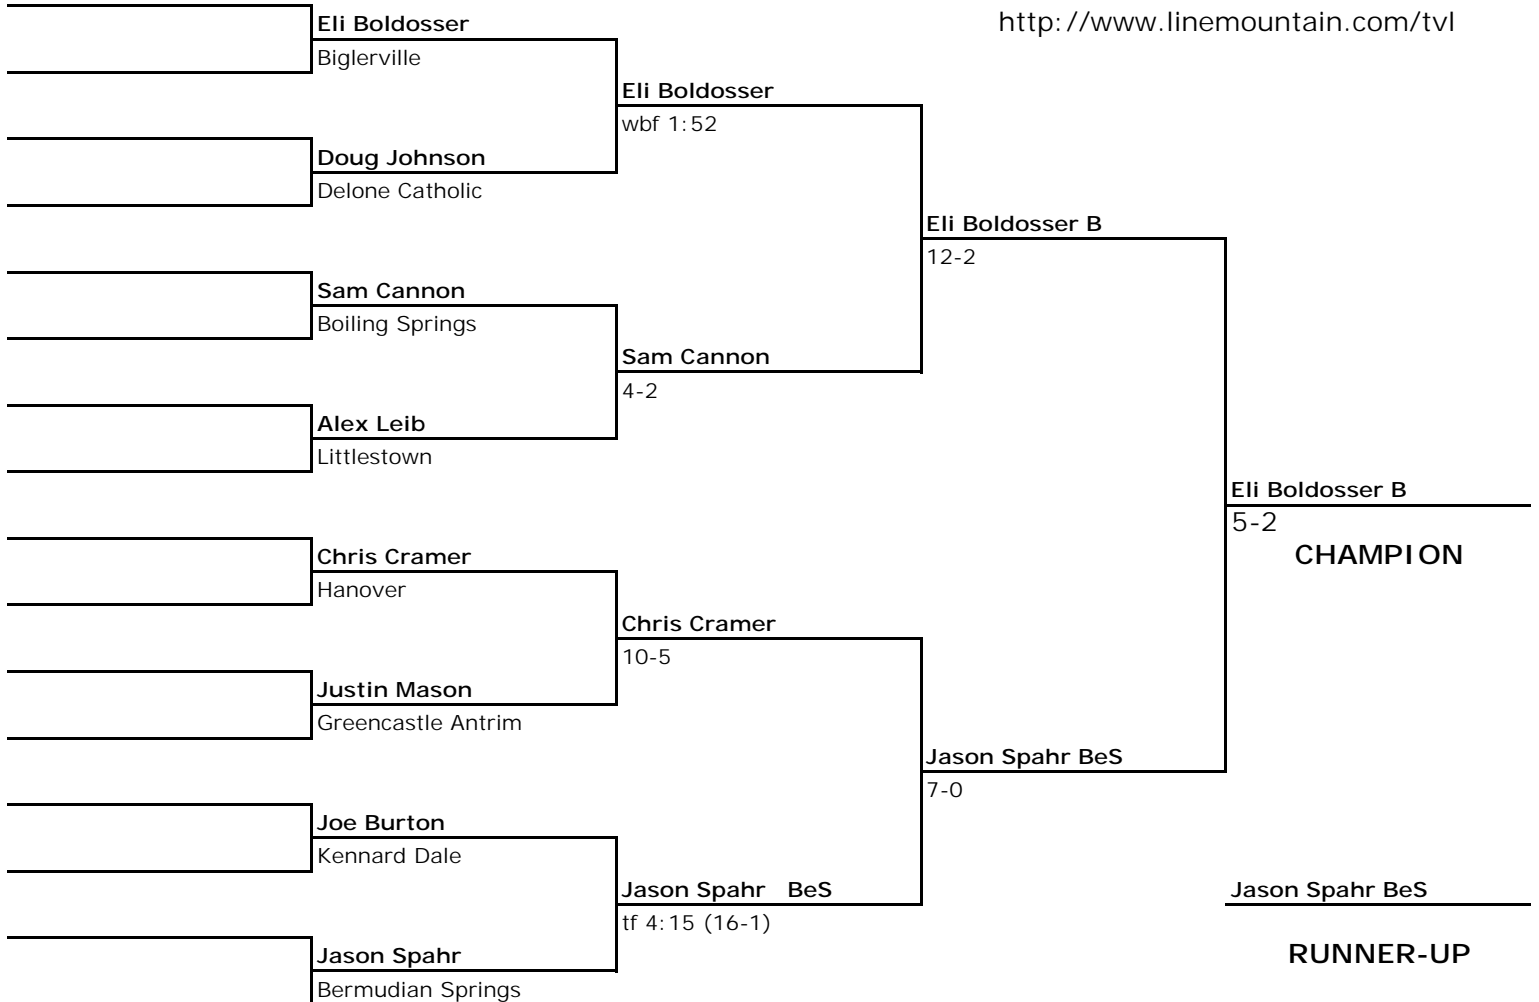 http://www.linemountain.com/tvl
Eli Boldosser
Biglerville
Eli Boldosser
wbf 1:52
Doug Johnson
Delone Catholic
Eli Boldosser B
12-2
Sam Cannon
Boiling Springs
Sam Cannon
4-2
Alex Leib
Littlestown
Eli Boldosser B
5-2
CHAMPION
Chris Cramer
Hanover
Chris Cramer
10-5
Justin Mason
Greencastle Antrim
Jason Spahr BeS
7-0
Joe Burton
Kennard Dale
Jason Spahr BeS
tf 4:15 (16-1)
Jason Spahr BeS
RUNNER-UP
Jason Spahr
Bermudian Springs